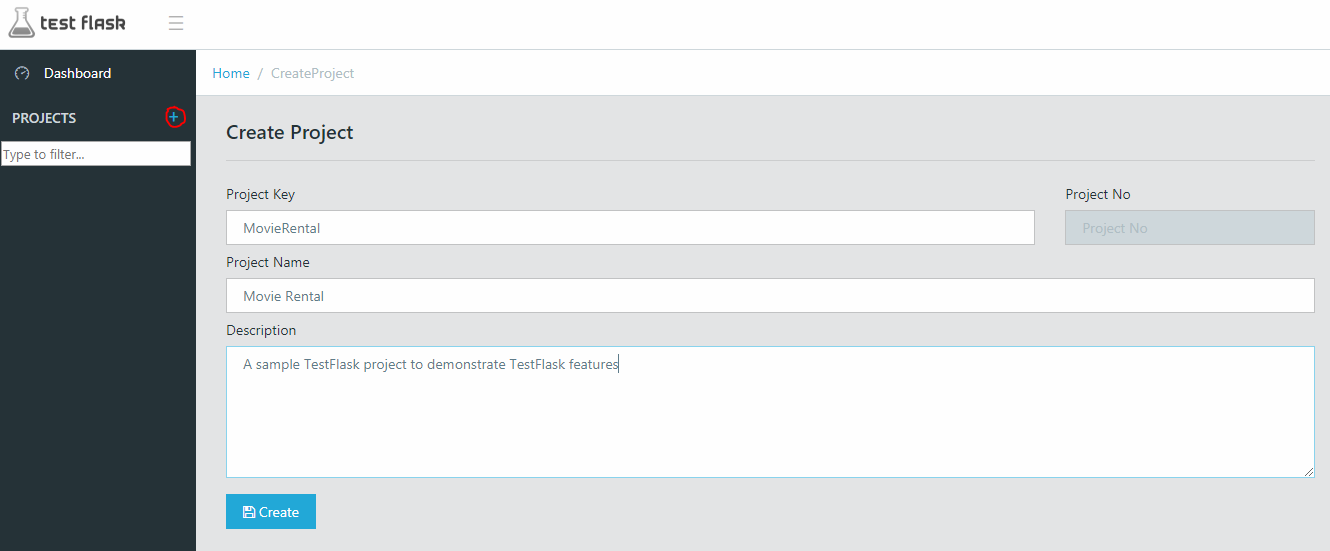 test flask
Dashboard
PROJECTS +
Type to filter...
Home / CreateProject
Create Project
Project Key
MovieRental
Project No
Project No
Project Name
Movie Rental
Description
A sample TestFlask project to demonstrate TestFlask features
Create